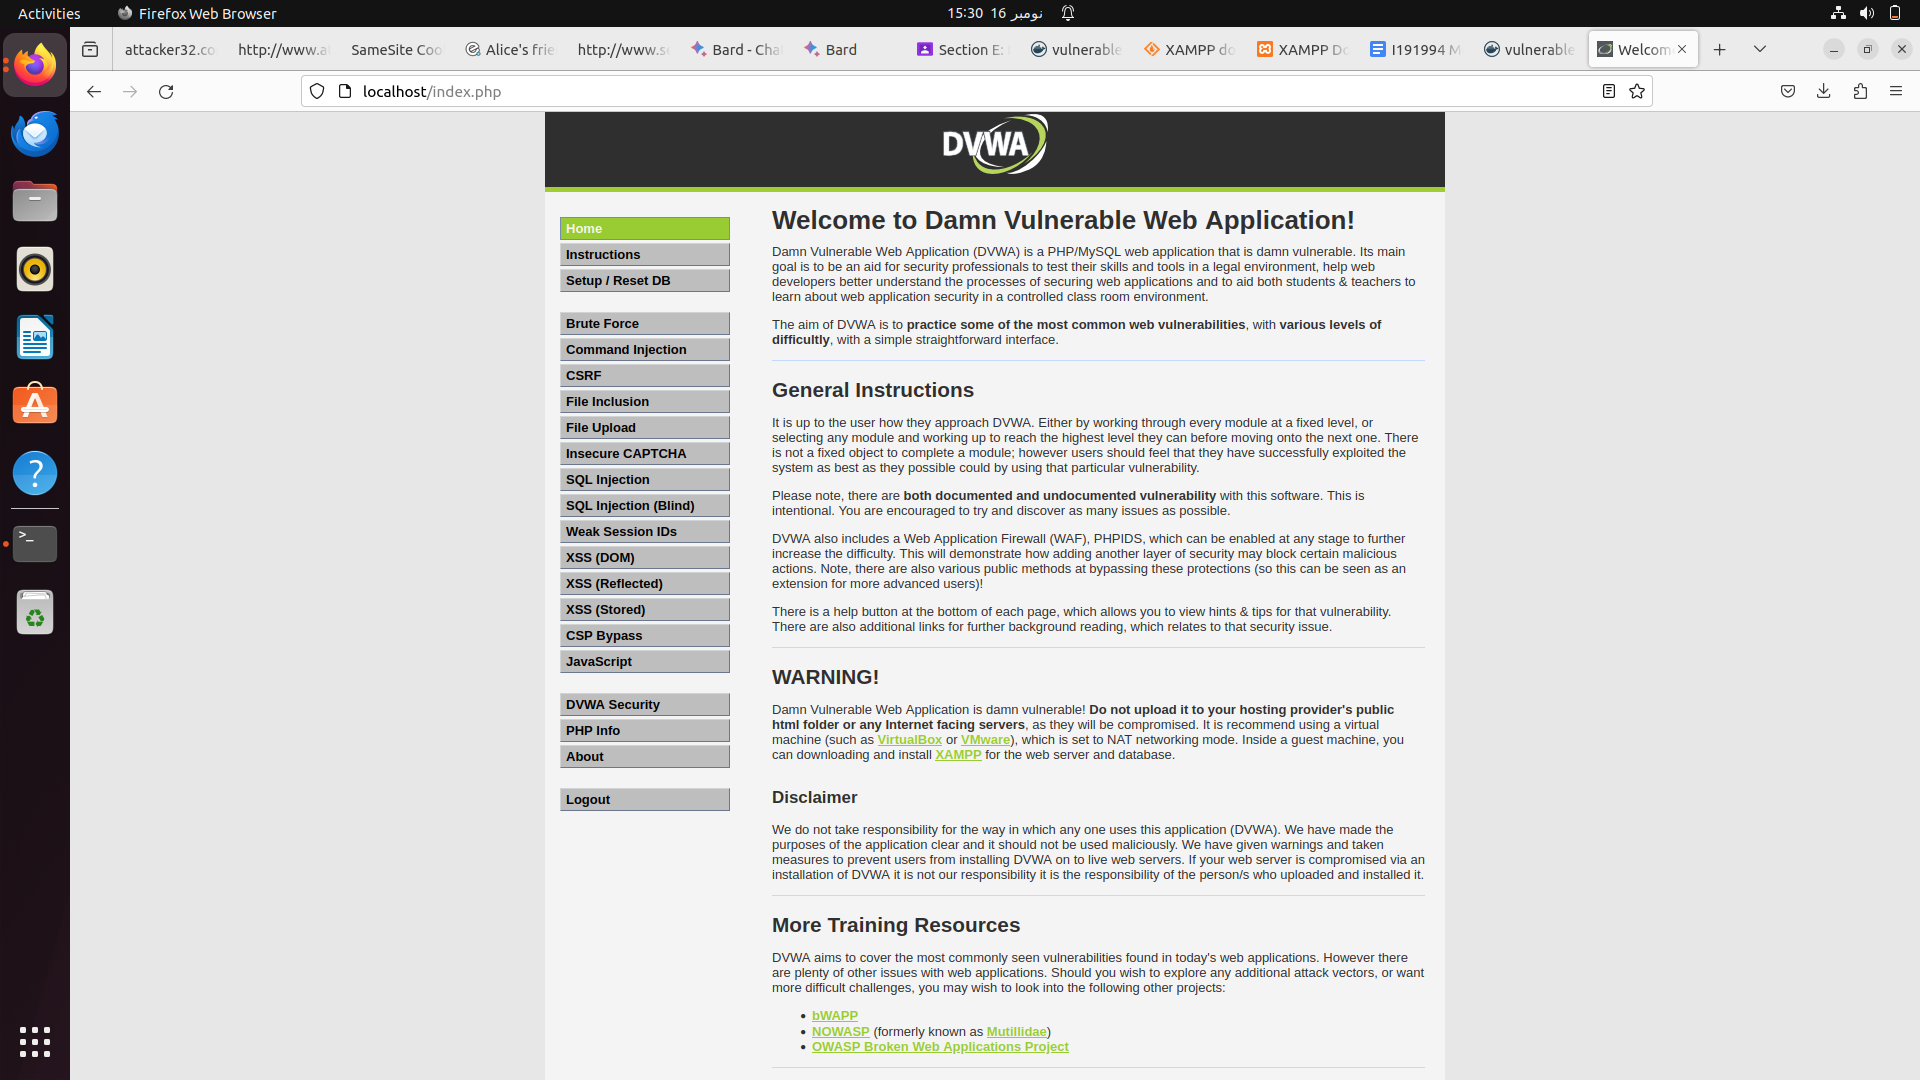 Activities
Firefox Web Browser
15:30 نومبر 16
attacker32.co
http://www.a
SameSite Coo
Alice's frie
http://www.se
Bard - Cha
Bard
Section E:
vulnerable
XAMPP do
XAMPP Do
I191994 M
vulnerable
Welcom
localhost/index.php
DVWA
Home
Instructions
Setup / Reset DB
Brute Force
Command Injection
CSRF
File Inclusion
File Upload
Insecure CAPTCHA
SQL Injection
SQL Injection (Blind)
Weak Session IDs
XSS (DOM)
XSS (Reflected)
XSS (Stored)
CSP Bypass
JavaScript
DVWA Security
PHP Info
About
Logout
Welcome to Damn Vulnerable Web Application!
Damn Vulnerable Web Application (DVWA) is a PHP/MySQL web application that is damn vulnerable. Its main
goal is to be an aid for security professionals to test their skills and tools in a legal environment, help web
developers better understand the processes of securing web applications and to aid both students & teachers to
learn about web application security in a controlled class room environment.
The aim of DVWA is to practice some of the most common web vulnerabilities, with various levels of
difficultly, with a simple straightforward interface.
General Instructions
It is up to the user how they approach DVWA. Either by working through every module at a fixed level, or
selecting any module and working up to reach the highest level they can before moving onto the next one. There
is not a fixed object to complete a module; however users should feel that they have successfully exploited the
system as best as they possible could by using that particular vulnerability.
Please note, there are both documented and undocumented vulnerability with this software. This is
intentional. You are encouraged to try and discover as many issues as possible.
DVWA also includes a Web Application Firewall (WAF), PHPIDS, which can be enabled at any stage to further
increase the difficulty. This will demonstrate how adding another layer of security may block certain malicious
actions. Note, there are also various public methods at bypassing these protections (so this can be seen as an
extension for more advanced users)!
There is a help button at the bottom of each page, which allows you to view hints & tips for that vulnerability.
There are also additional links for further background reading, which relates to that security issue.
WARNING!
Damn Vulnerable Web Application is damn vulnerable! Do not upload it to your hosting provider's public
html folder or any Internet facing servers, as they will be compromised. It is recommend using a virtual
machine (such as VirtualBox or VMware), which is set to NAT networking mode. Inside a guest machine, you
can downloading and install XAMPP for the web server and database.
Disclaimer
We do not take responsibility for the way in which any one uses this application (DVWA). We have made the
purposes of the application clear and it should not be used maliciously. We have given warnings and taken
measures to prevent users from installing DVWA on to live web servers. If your web server is compromised via an
installation of DVWA it is not our responsibility it is the responsibility of the person/s who uploaded and installed it.
More Training Resources
DVWA aims to cover the most commonly seen vulnerabilities found in today's web applications. However there
are plenty of other issues with web applications. Should you wish to explore any additional attack vectors, or want
more difficult challenges, you may wish to look into the following other projects:
• bWAPP
• NOWASP (formerly known as Mutillidae)
• OWASP Broken Web Applications Project